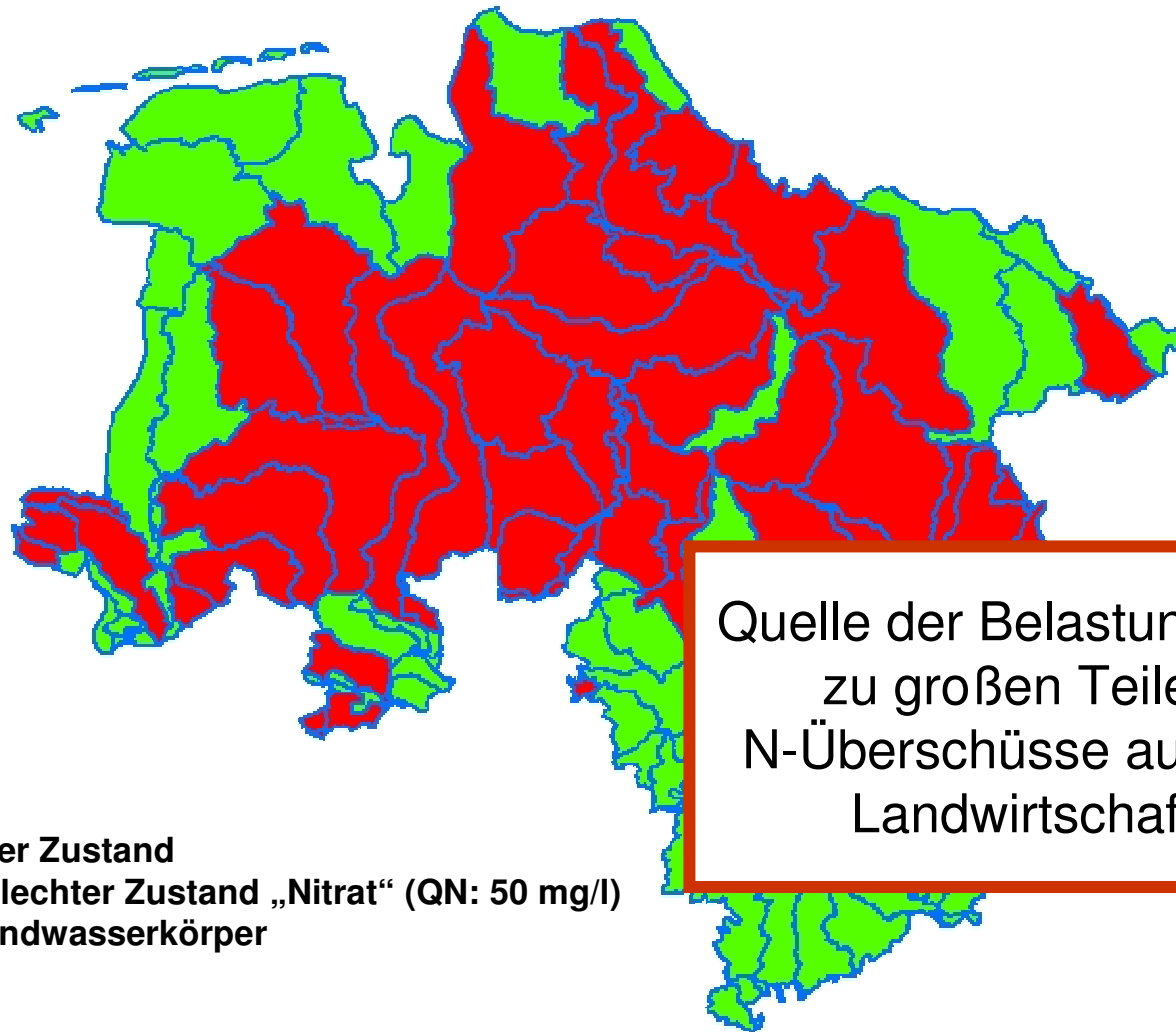 Quelle der Belastun
zu großen Teile
N-Überschüsse au
Landwirtschaf
er Zustand
lechter Zustand „Nitrat“ (QN: 50 mg/l)
ndwasserkörper